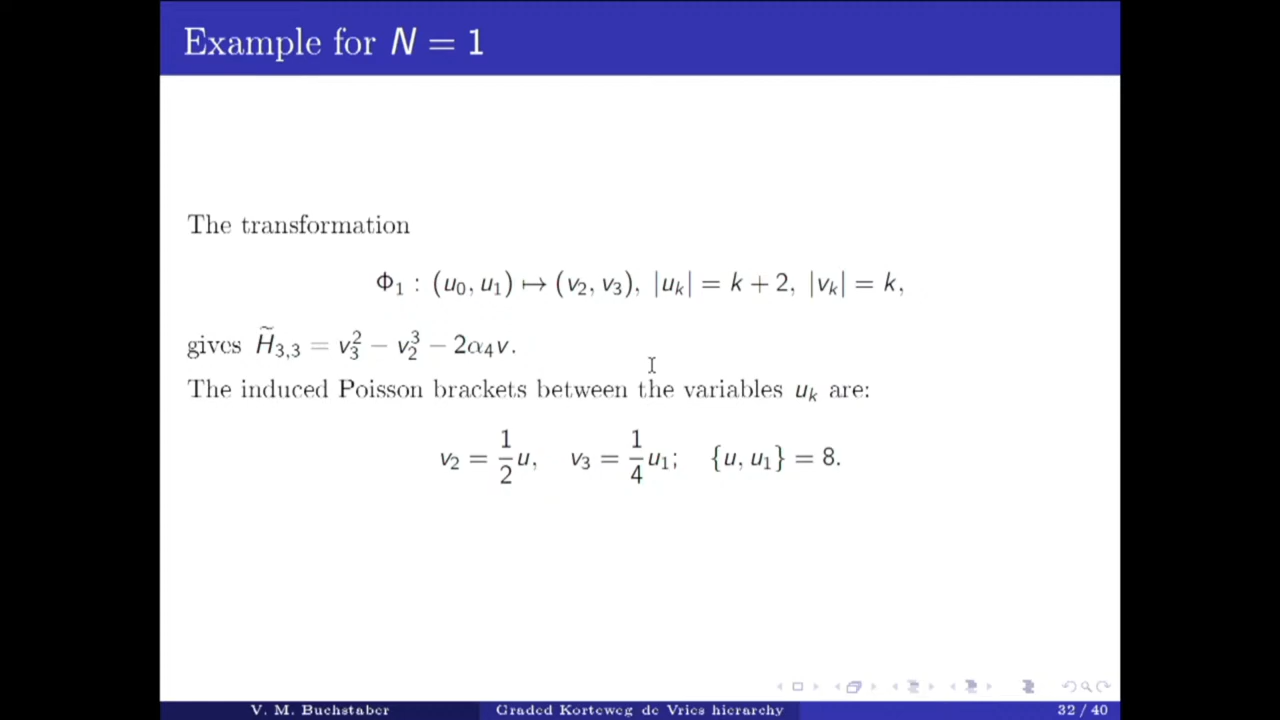 Example for N = 1
The transformation
Φ₁ : (u₀, u₁) ↦ (v₂, v₃), |uₖ| = k + 2, |vₖ| = k,
gives H̃₃,₃ = v₃² − v₂³ − 2α₄v.
The induced Poisson brackets between the variables uₖ are:
v₂ = 1/2 u, v₃ = 1/4 u₁; {u, u₁} = 8.
V. M. Buchstaber Graded Korteweg de Vries hierarchy 32 / 40